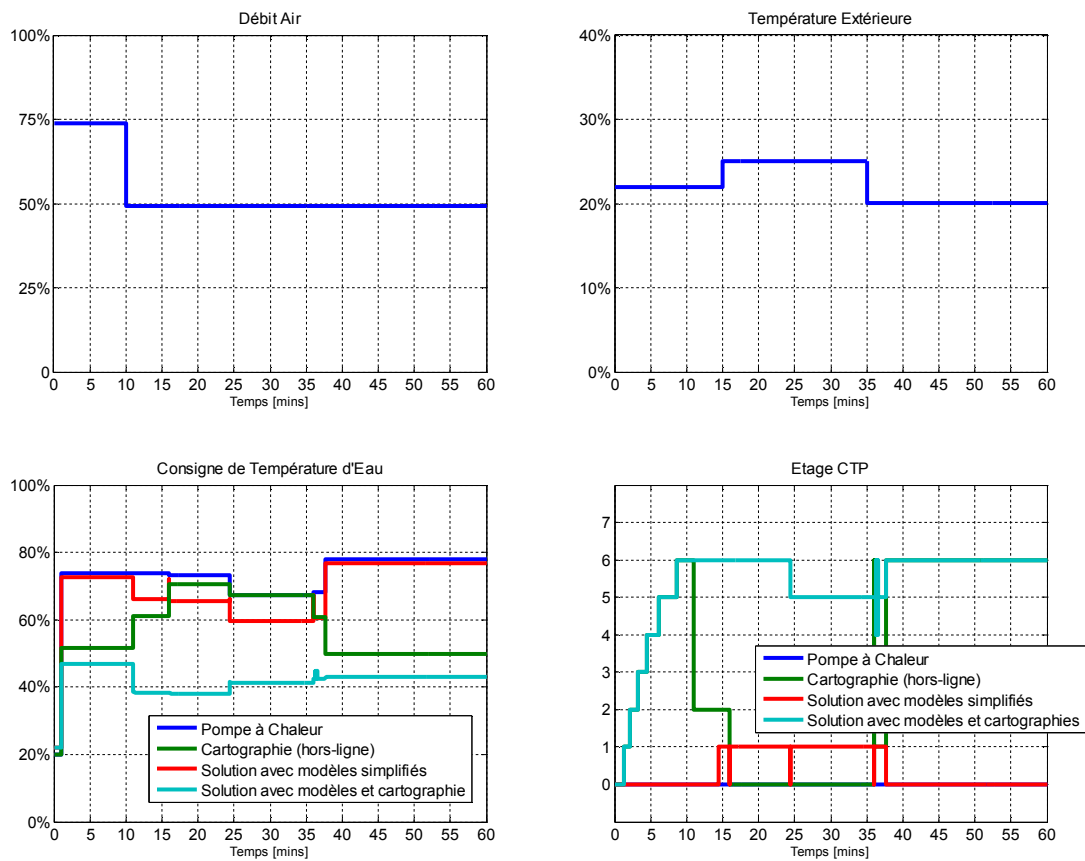 Débit Air
100%
75%
50%
25%
0
0 5 10 15 20 25 30 35 40 45 50 55 60
Temps [mins]
Température Extérieure
40%
30%
20%
10%
0%
0 5 10 15 20 25 30 35 40 45 50 55 60
Temps [mins]
Consigne de Température d'Eau
100%
80%
60%
40%
20%
0%
0 5 10 15 20 25 30 35 40 45 50 55 60
Temps [mins]
Pompe à Chaleur
Cartographie (hors-ligne)
Solution avec modèles simplifiés
Solution avec modèles et cartographie
Etage CTP
7
6
5
4
3
2
1
0
0 5 10 15 20 25 30 35 40 45 50 55 60
Temps [mins]
Pompe à Chaleur
Cartographie (hors-ligne)
Solution avec modèles simplifiés
Solution avec modèles et cartographies